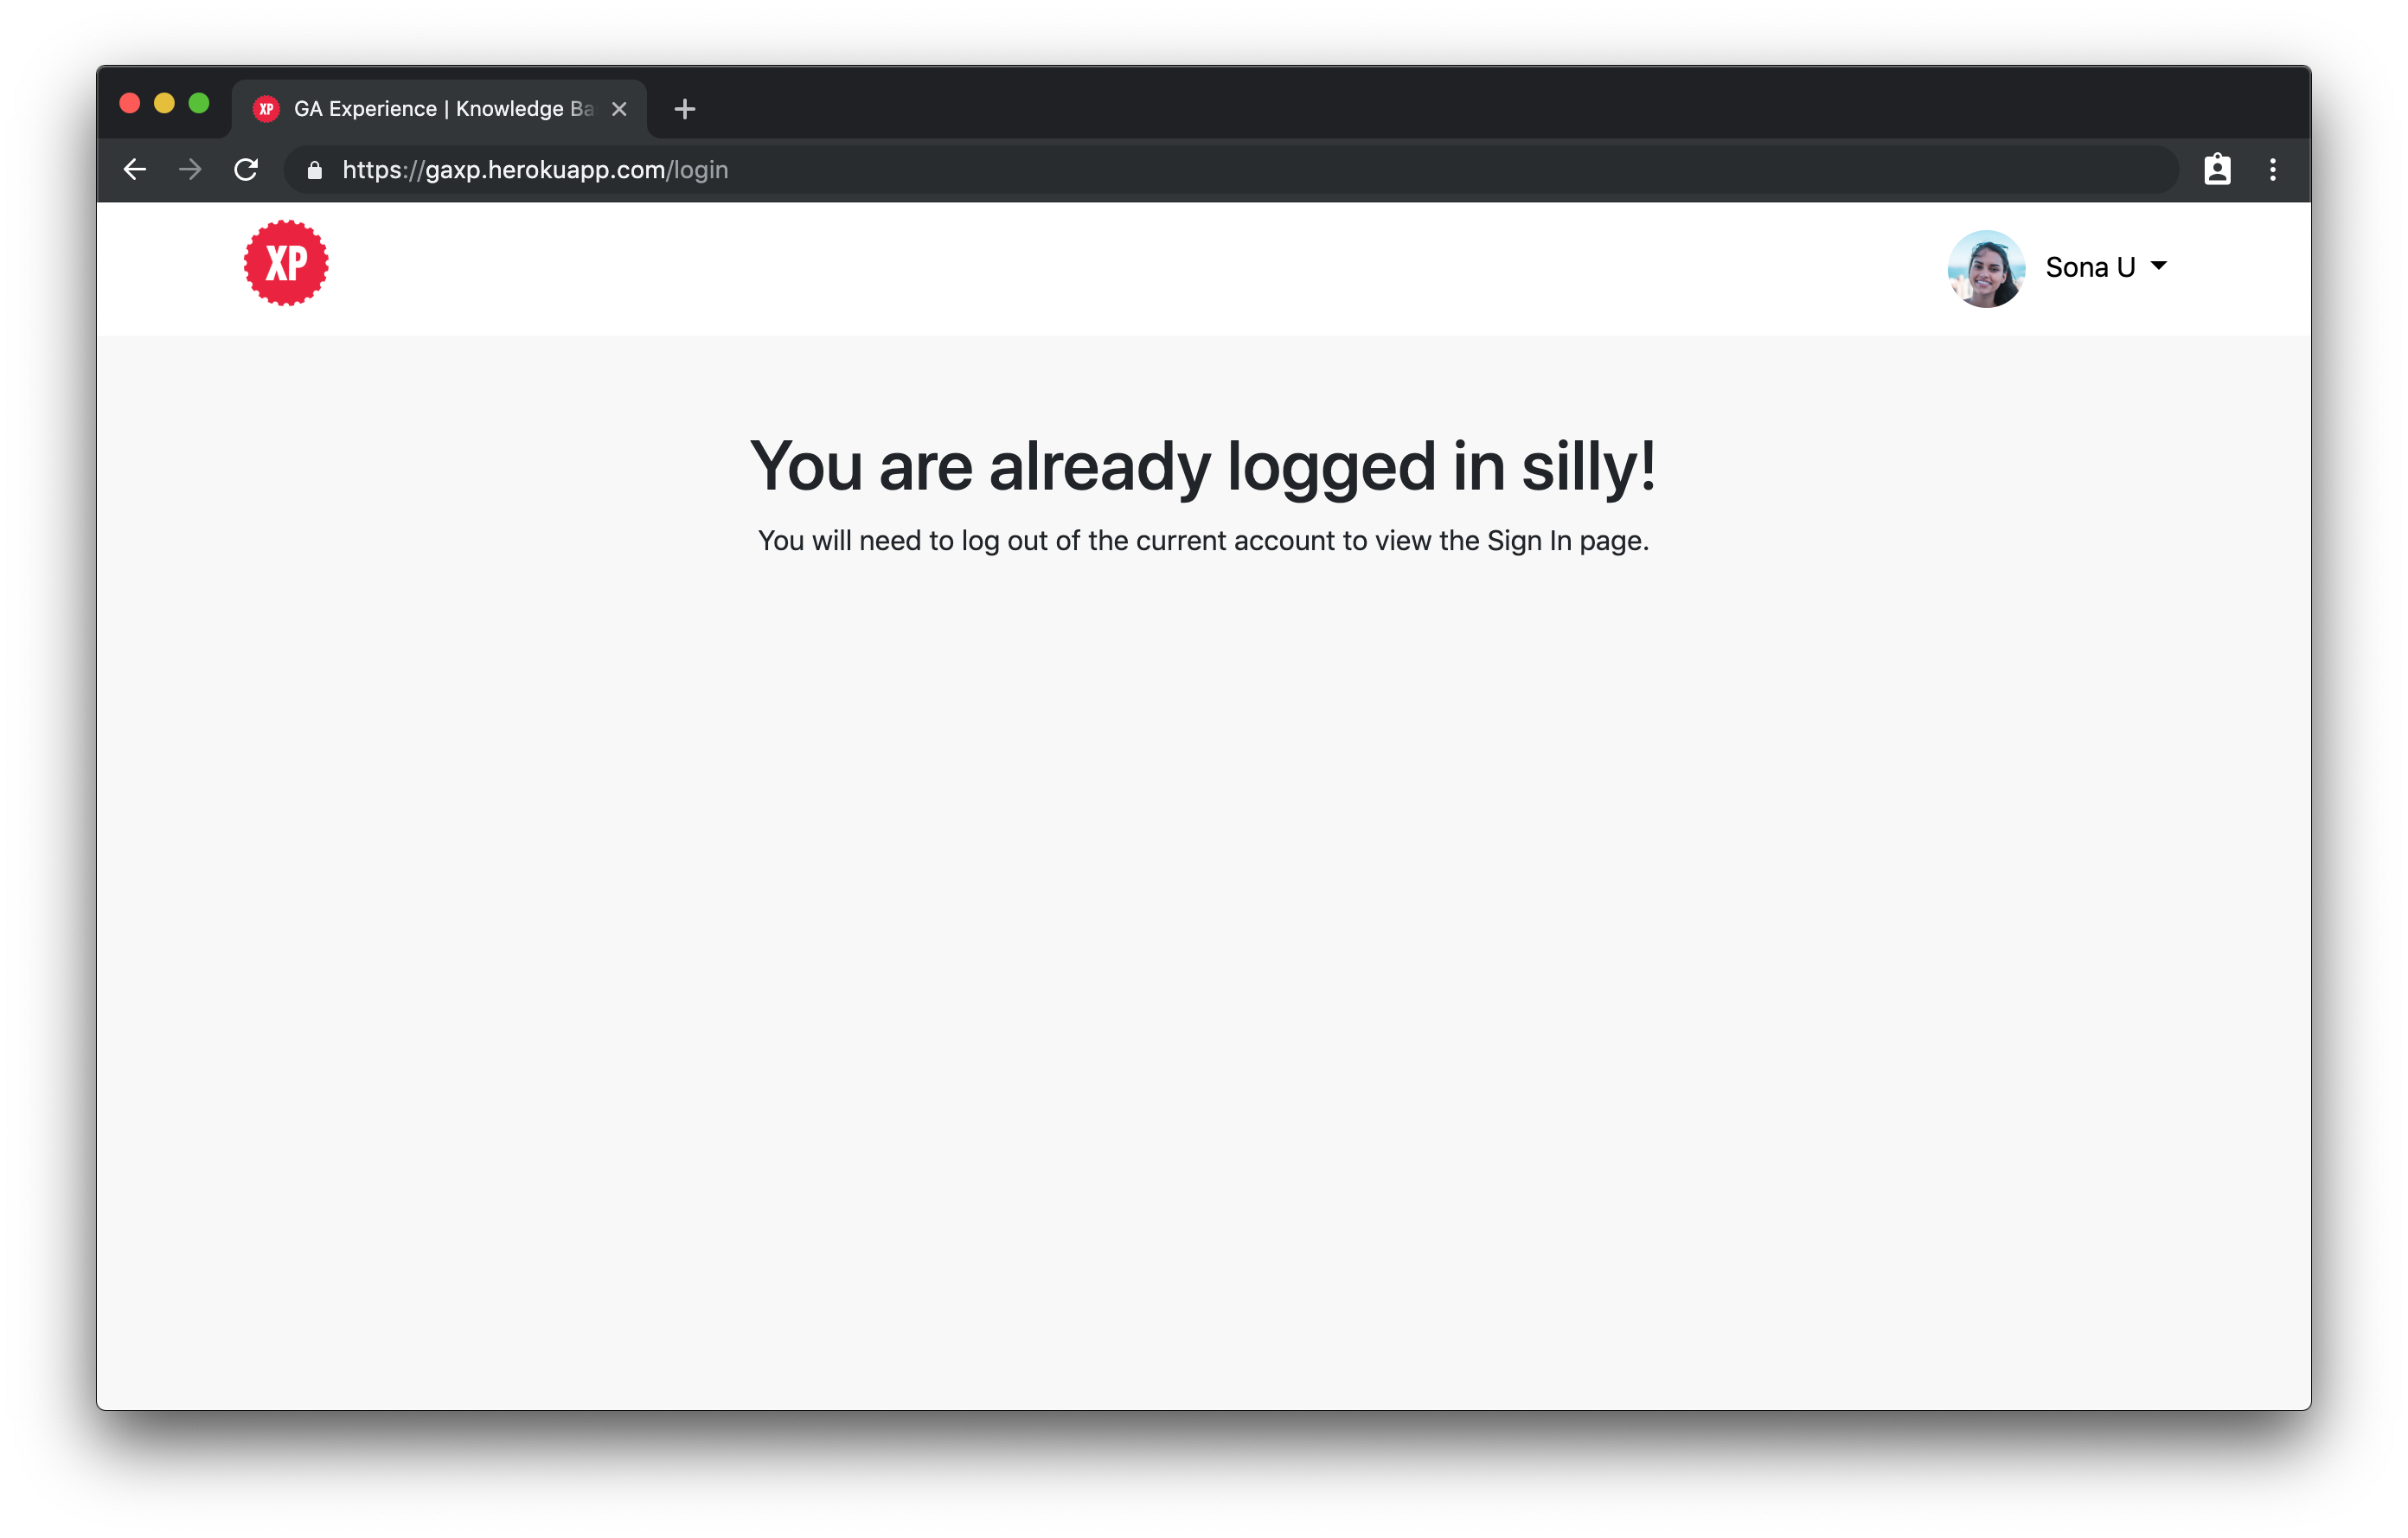 XP GA Experience | Knowledge Ba
https://gaxp.herokuapp.com/login
XP
Sona U
You are already logged in silly!
You will need to log out of the current account to view the Sign In page.